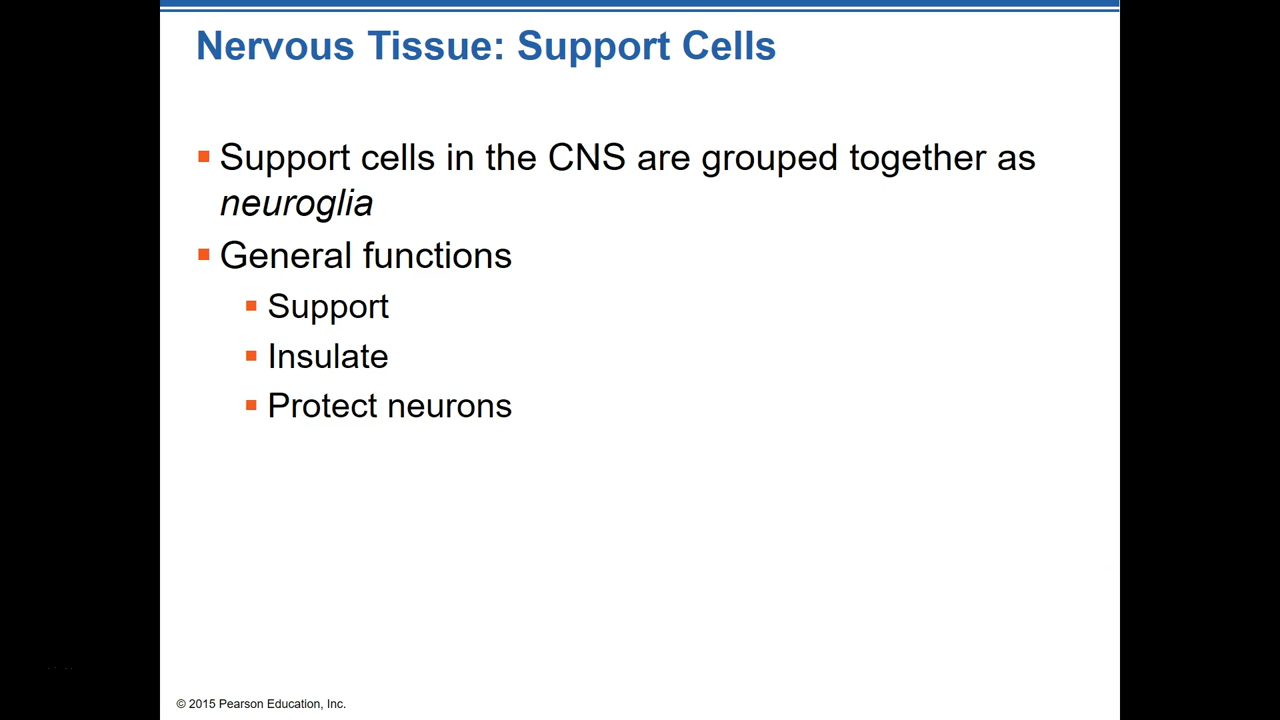 Nervous Tissue: Support Cells
Support cells in the CNS are grouped together as
neuroglia
General functions
Support
Insulate
Protect neurons
© 2015 Pearson Education, Inc.